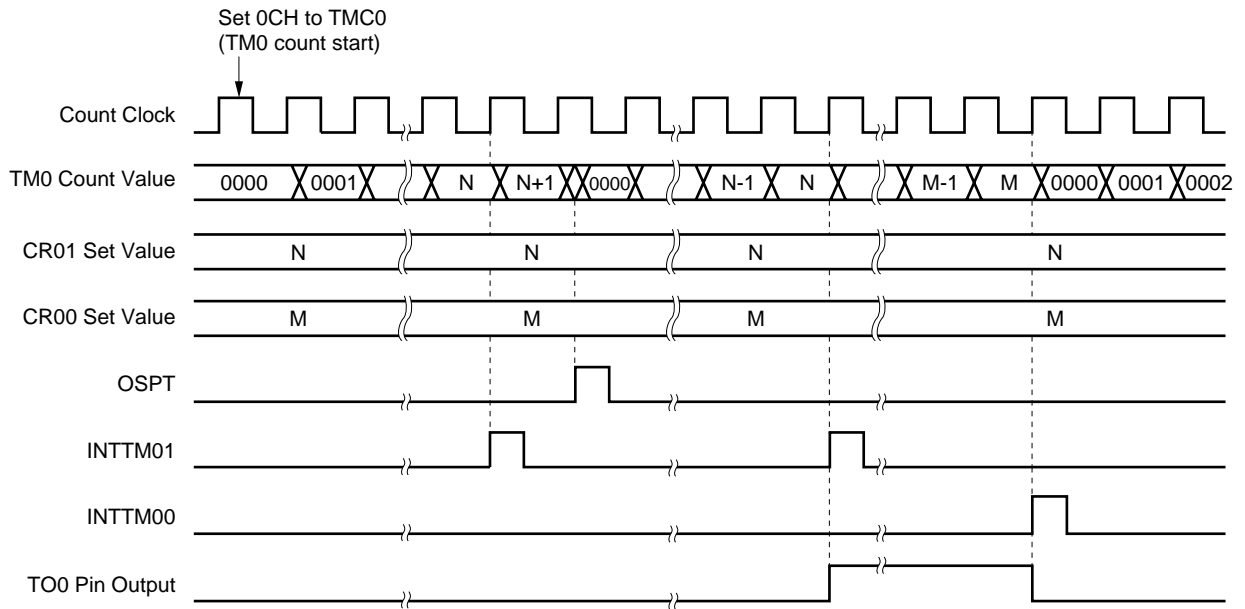 Set 0CH to TMC0
(TM0 count start)
Count Clock
TM0 Count Value 0000 0001 N N+1 0000 N-1 N M-1 M 0000 0001 0002
CR01 Set Value N N N N
CR00 Set Value M M M M
OSPT
INTTM01
INTTM00
TO0 Pin Output